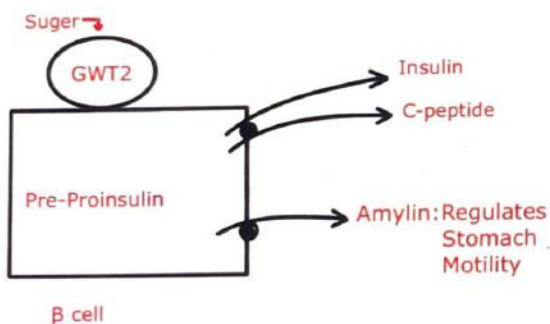 Suger
GWT2
Insulin
C-peptide
Pre-Proinsulin
Amylin: Regulates
Stomach
Motility
β cell